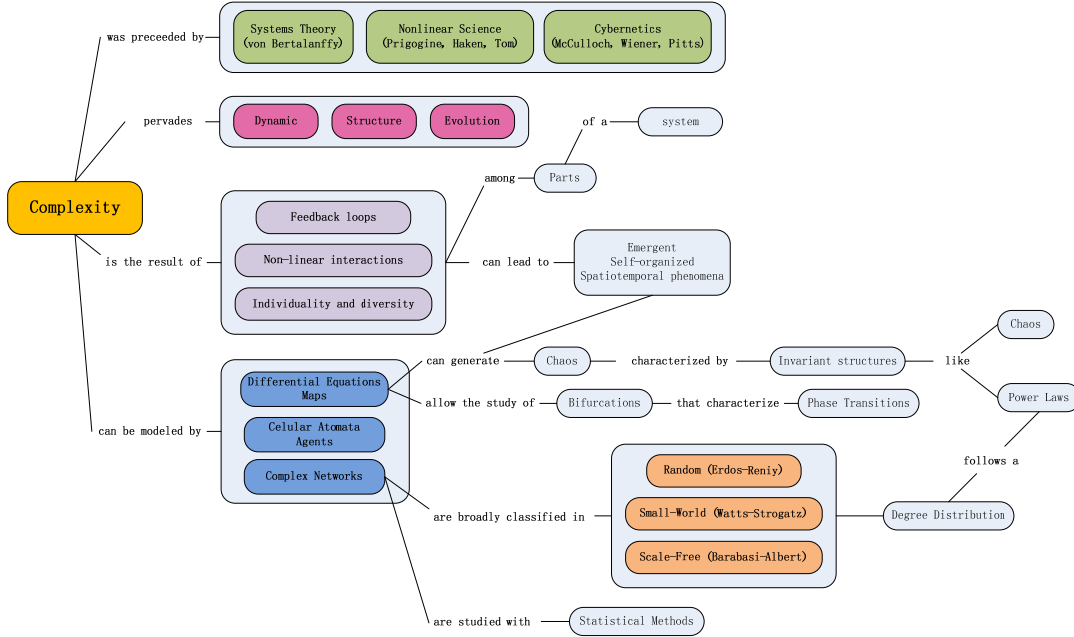 was preceeded by
Systems Theory
(von Bertalanffy)
Nonlinear Science
(Prigogine, Haken, Tom)
Cybernetics
(McCulloch, Wiener, Pitts)
pervades
Dynamic
Structure
Evolution
of a
system
among
Parts
Complexity
is the result of
Feedback loops
Non-linear interactions
Individuality and diversity
can lead to
Emergent
Self-organized
Spatiotemporal phenomena
can be modeled by
Differential Equations
Maps
Celular Atomata
Agents
Complex Networks
can generate
Chaos
characterized by
Invariant structures
like
Chaos
Power Laws
allow the study of
Bifurcations
that characterize
Phase Transitions
follows a
are broadly classified in
Random (Erdos-Reniy)
Small-World (Watts-Strogatz)
Scale-Free (Barabasi-Albert)
Degree Distribution
are studied with
Statistical Methods